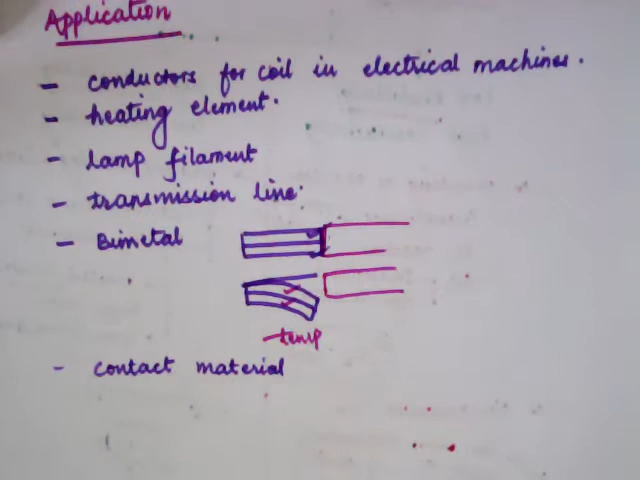 Application
- conductors for coil in electrical machines.
- heating element.
- lamp filament
- transmission line.
- Bimetal
temp
- contact material